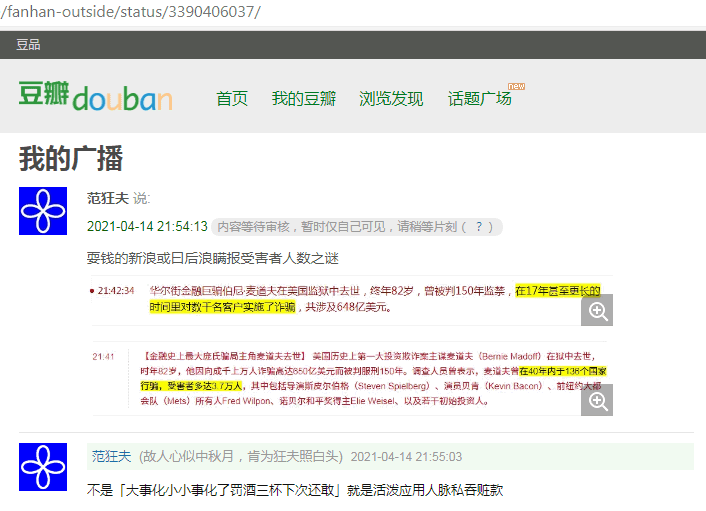 /fanhan-outside/status/3390406037/
豆品
豆瓣douban
首页 我的豆瓣 浏览发现 话题广场 new
我的广播
范狂夫 说:
2021-04-14 21:54:13 内容等待审核，暂时仅自己可见，请稍等片刻（ ? ）
耍钱的新浪或日后浪瞒报受害者人数之谜
● 21:42:34 华尔街金融巨骗伯尼·麦道夫在美国监狱中去世，终年82岁，曾被判150年监禁，在17年甚至更长的
时间里对数千名客户实施了诈骗，共涉及648亿美元。
21:41 【金融史上最大庞氏骗局主角麦道夫去世】 美国历史上第一大投资欺诈案主谋麦道夫（Bernie Madoff）在狱中去世，
时年82岁，他因向成千上万人诈骗高达650亿美元而被判服刑150年。调查人员曾表示，麦道夫曾在40年内于136个国家
行骗，受害者多达3.7万人，其中包括导演斯皮尔伯格（Steven Spielberg）、演员贝肯（Kevin Bacon）、前纽约大都
会队（Mets）所有人Fred Wilpon、诺贝尔和平奖得主Elie Weisel、以及若干初始投资人。
范狂夫 (故人心似中秋月，肯为狂夫照白头) 2021-04-14 21:55:03
不是「大事化小小事化了罚酒三杯下次还敢」就是活泼应用人脉私吞赃款